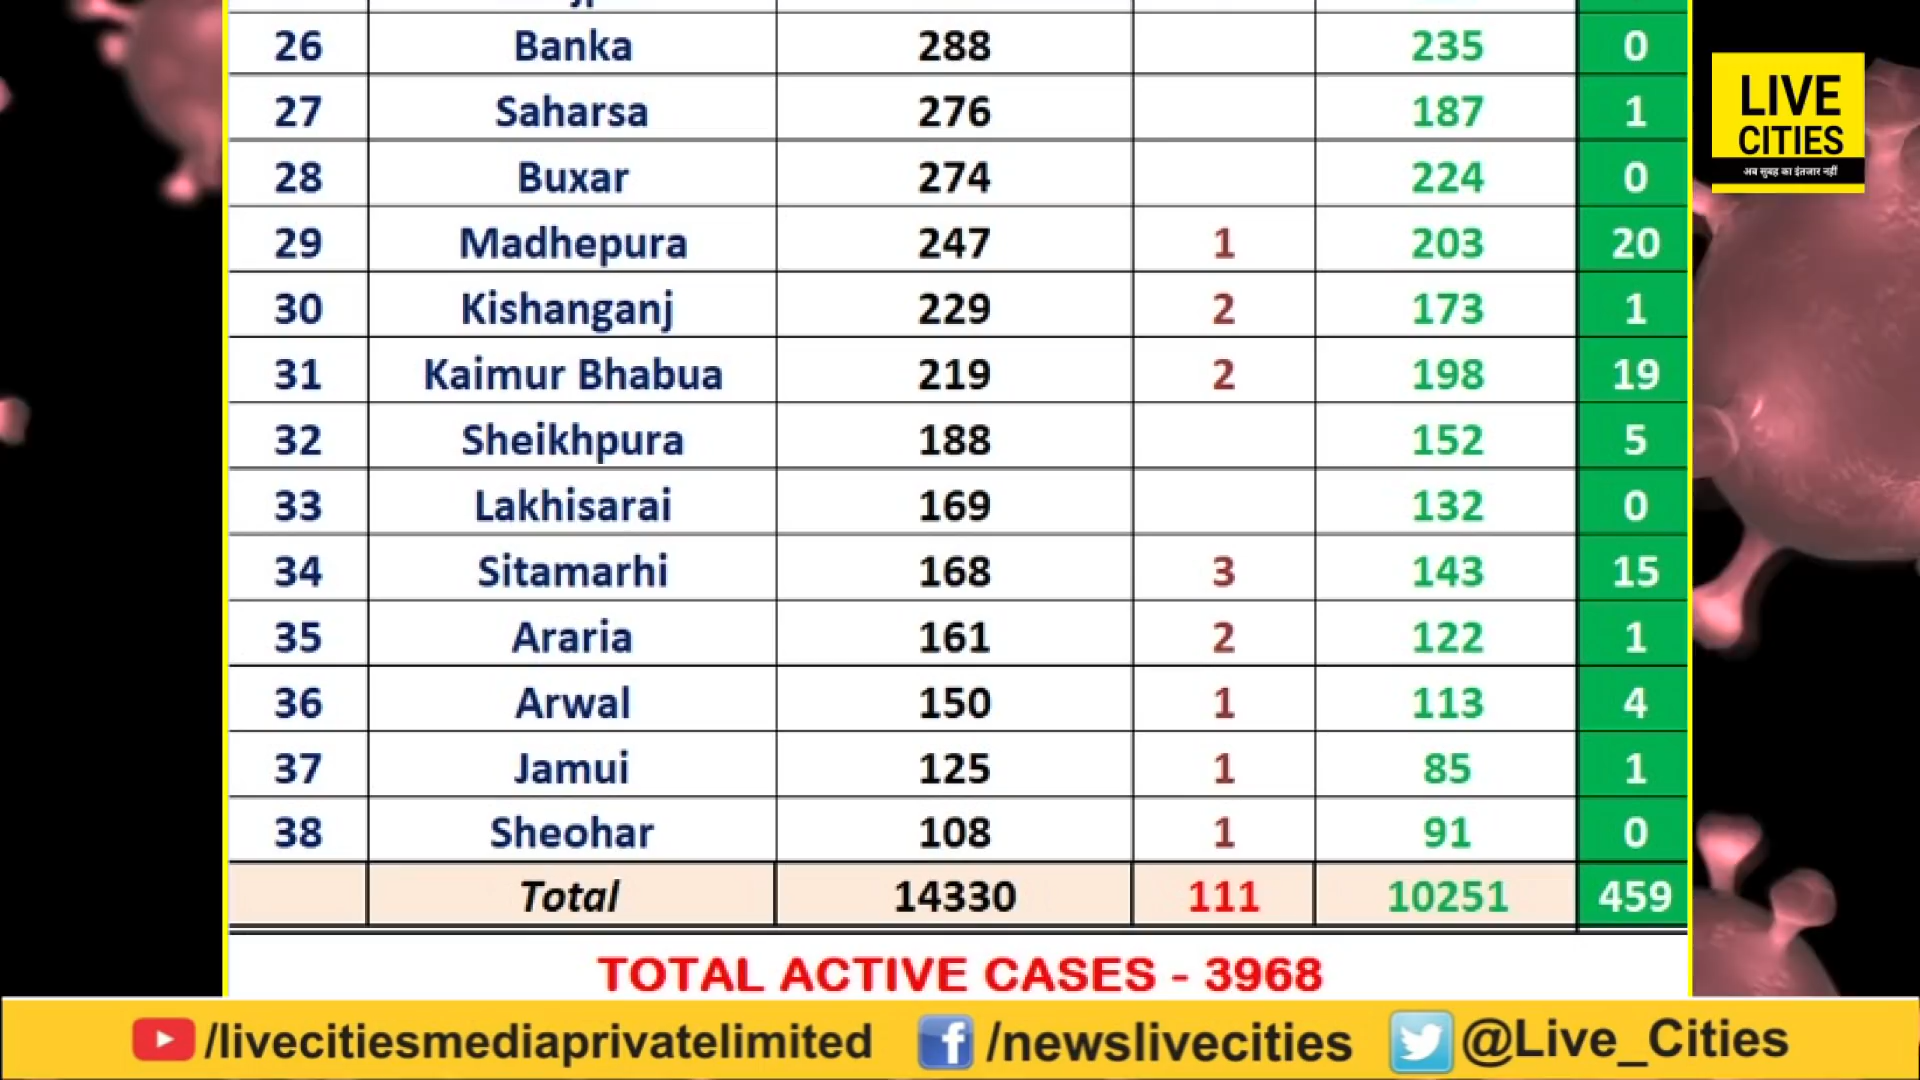 26 Banka 288 235 0
27 Saharsa 276 187 1
28 Buxar 274 224 0
29 Madhepura 247 1 203 20
30 Kishanganj 229 2 173 1
31 Kaimur Bhabua 219 2 198 19
32 Sheikhpura 188 152 5
33 Lakhisarai 169 132 0
34 Sitamarhi 168 3 143 15
35 Araria 161 2 122 1
36 Arwal 150 1 113 4
37 Jamui 125 1 85 1
38 Sheohar 108 1 91 0
Total 14330 111 10251 459
TOTAL ACTIVE CASES - 3968
LIVE
CITIES
अब सुबह का इंतजार नहीं
/livecitiesmediaprivatelimited /newslivecities @Live_Cities